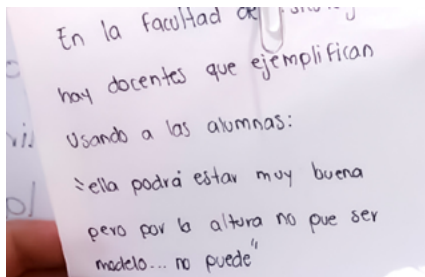 En la facultad de
hay docentes que ejemplifican
usando a las alumnas:
>ella podrá estar muy buena
pero por la altura no pue ser
modelo... no puede"